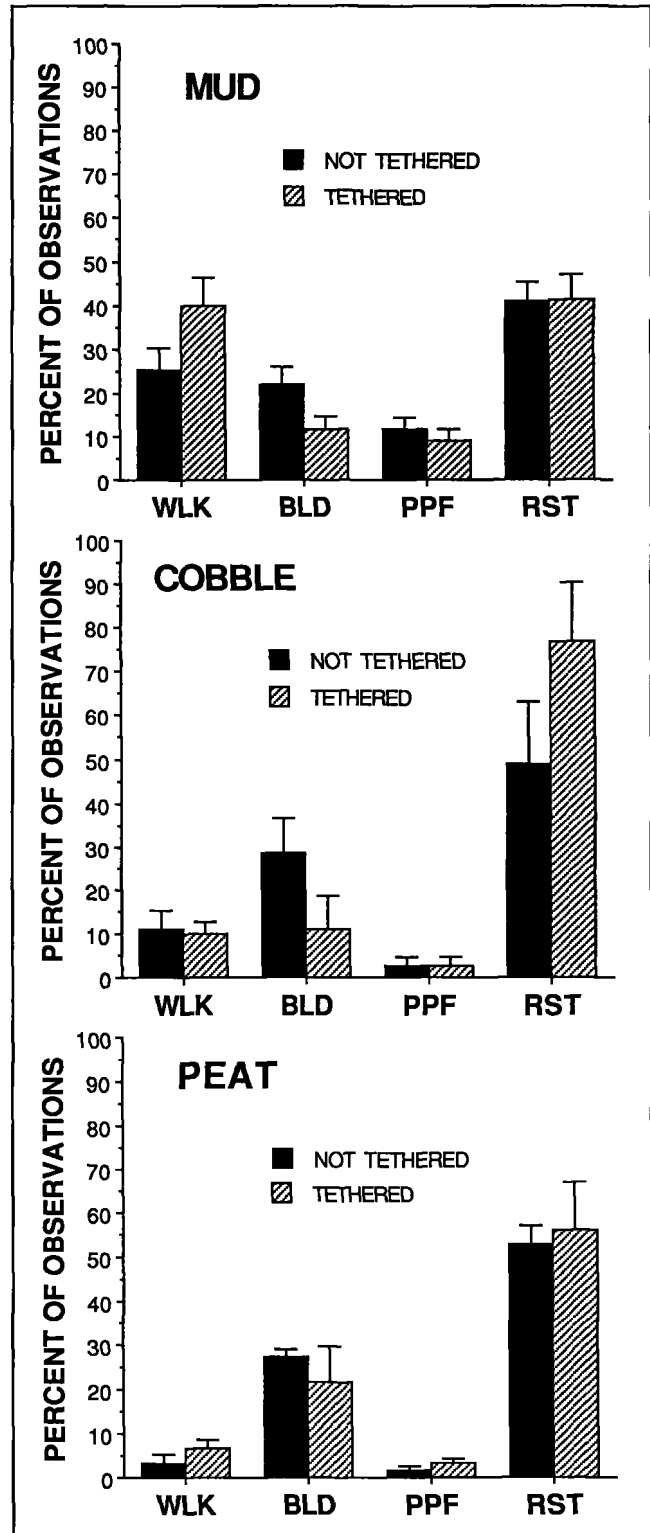 MUD
NOT TETHERED
TETHERED
PERCENT OF OBSERVATIONS
100
90
80
70
60
50
40
30
20
10
0
WLK BLD PPF RST
COBBLE
NOT TETHERED
TETHERED
PERCENT OF OBSERVATIONS
100
90
80
70
60
50
40
30
20
10
0
WLK BLD PPF RST
PEAT
NOT TETHERED
TETHERED
PERCENT OF OBSERVATIONS
100
90
80
70
60
50
40
30
20
10
0
WLK BLD PPF RST